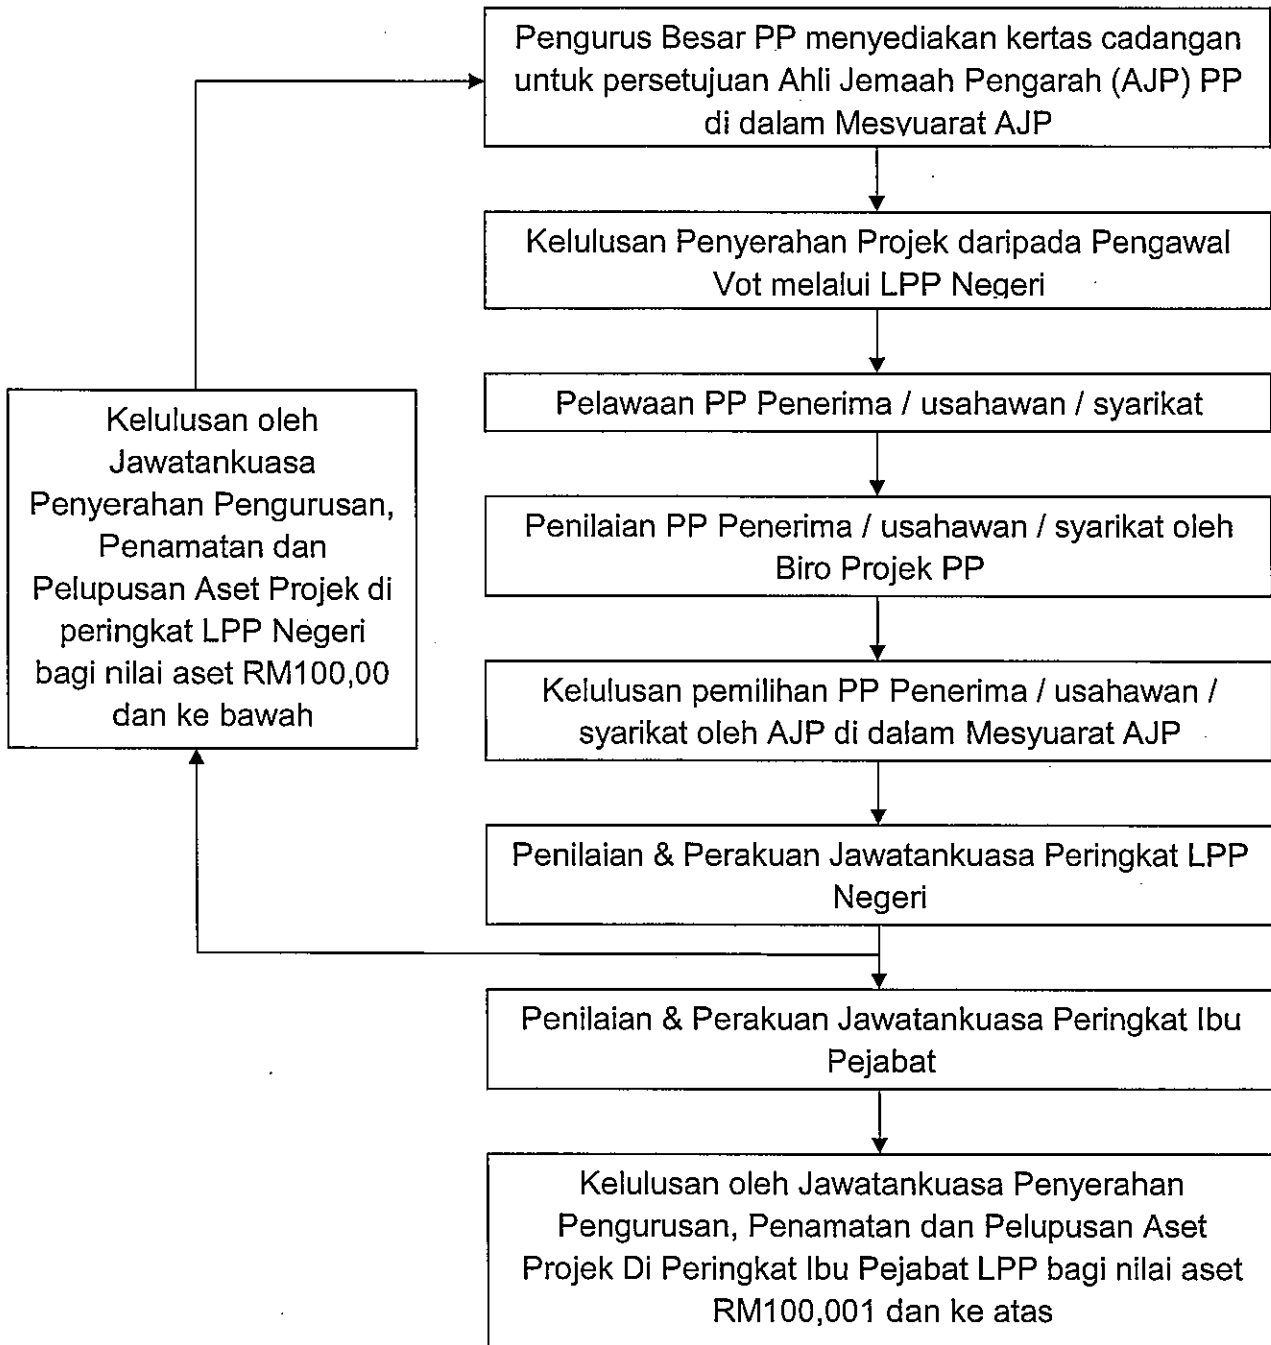 Pengurus Besar PP menyediakan kertas cadangan
untuk persetujuan Ahli Jemaah Pengarah (AJP) PP
di dalam Mesyuarat AJP
Kelulusan Penyerahan Projek daripada Pengawal
Vot melalui LPP Negeri
Pelawaan PP Penerima / usahawan / syarikat
Penilaian PP Penerima / usahawan / syarikat oleh
Biro Projek PP
Kelulusan pemilihan PP Penerima / usahawan /
syarikat oleh AJP di dalam Mesyuarat AJP
Penilaian & Perakuan Jawatankuasa Peringkat LPP
Negeri
Kelulusan oleh
Jawatankuasa
Penyerahan Pengurusan,
Penamatan dan
Pelupusan Aset Projek di
peringkat LPP Negeri
bagi nilai aset RM100,00
dan ke bawah
Penilaian & Perakuan Jawatankuasa Peringkat Ibu
Pejabat
Kelulusan oleh Jawatankuasa Penyerahan
Pengurusan, Penamatan dan Pelupusan Aset
Projek Di Peringkat Ibu Pejabat LPP bagi nilai aset
RM100,001 dan ke atas